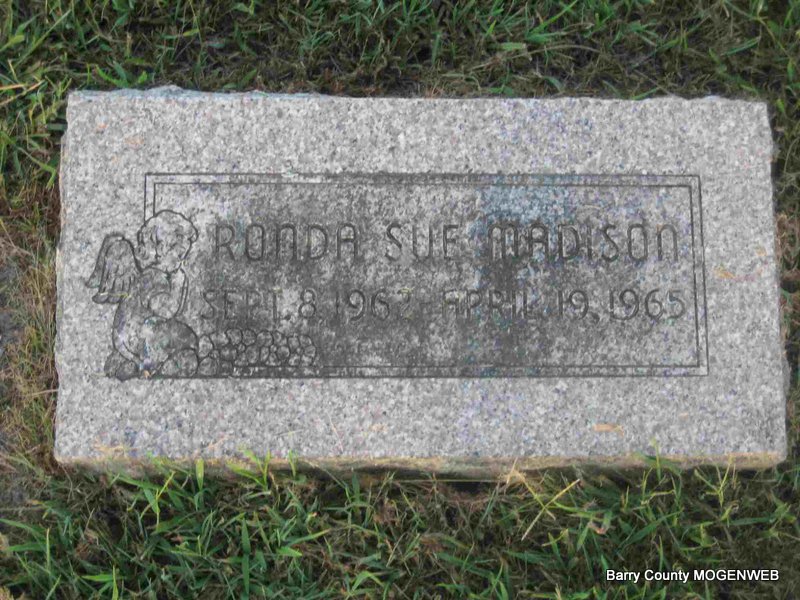 RONDA SUE MADISON
SEPT. 8, 1962 - APRIL 19, 1965
Barry County MOGENWEB